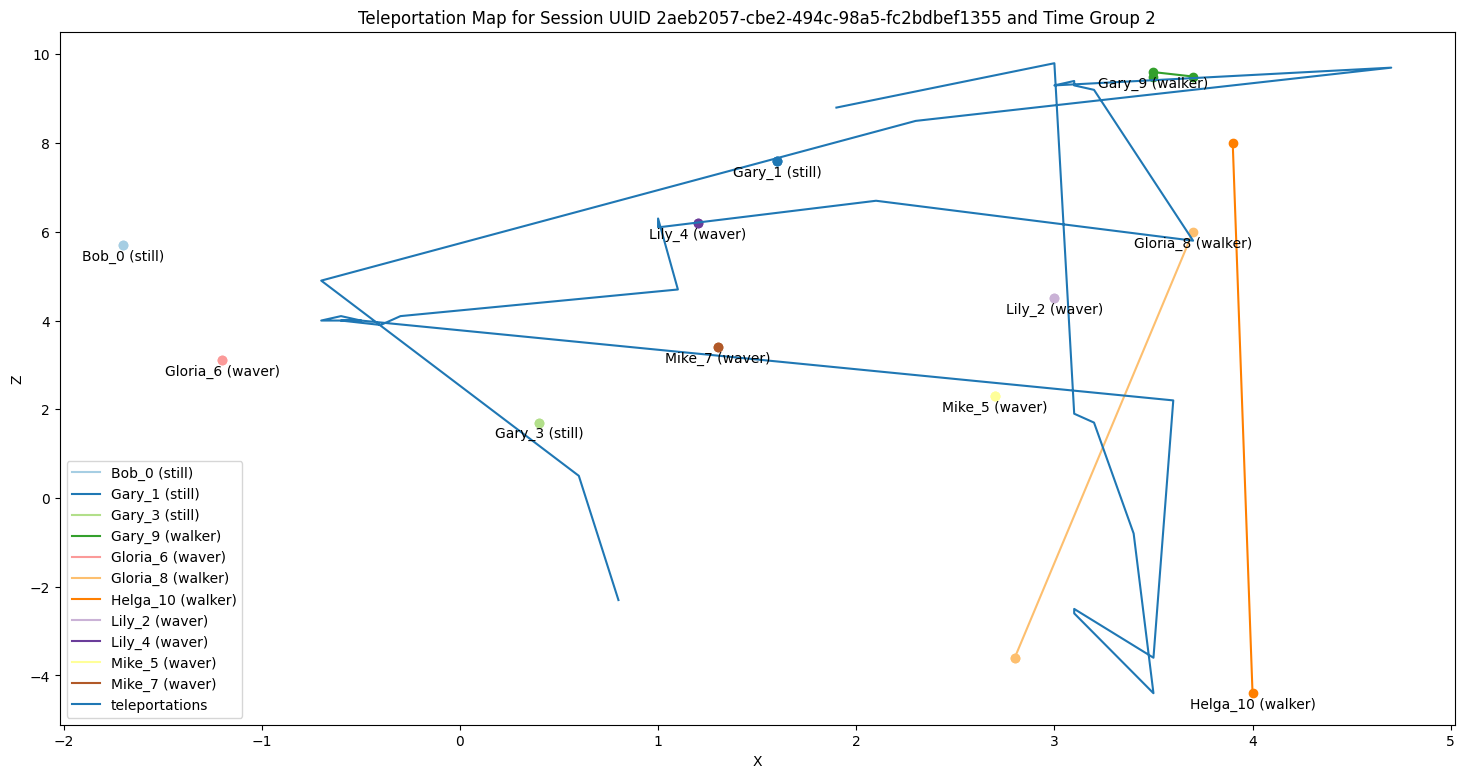 Teleportation Map for Session UUID 2aeb2057-cbe2-494c-98a5-fc2bdbef1355 and Time Group 2
10
8
6
4
2
0
−2
−4
Z
Gary_9 (walker)
Gary_1 (still)
Lily_4 (waver)
Gloria_8 (walker)
Bob_0 (still)
Lily_2 (waver)
Mike_7 (waver)
Gloria_6 (waver)
Mike_5 (waver)
Gary_3 (still)
Helga_10 (walker)
Bob_0 (still)
Gary_1 (still)
Gary_3 (still)
Gary_9 (walker)
Gloria_6 (waver)
Gloria_8 (walker)
Helga_10 (walker)
Lily_2 (waver)
Lily_4 (waver)
Mike_5 (waver)
Mike_7 (waver)
teleportations
−2 −1 0 1 2 3 4 5
X